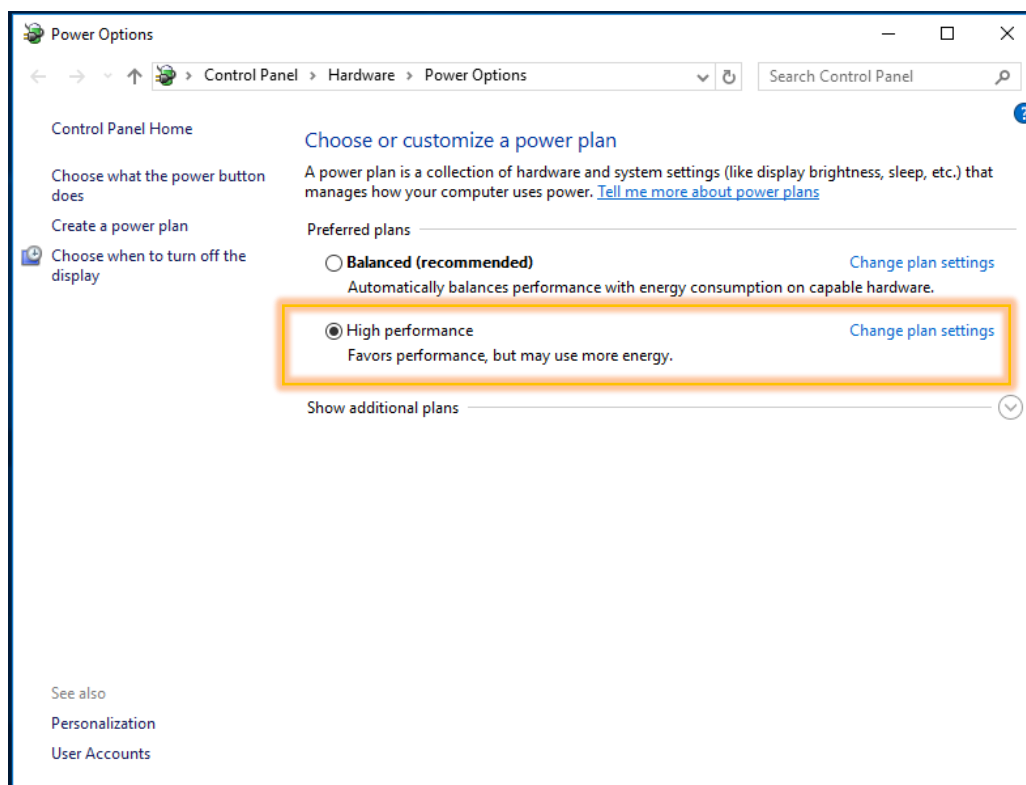 Power Options
Control Panel > Hardware > Power Options
Search Control Panel
?
Control Panel Home
Choose what the power button
does
Create a power plan
Choose when to turn off the
display
Choose or customize a power plan
A power plan is a collection of hardware and system settings (like display brightness, sleep, etc.) that
manages how your computer uses power. Tell me more about power plans
Preferred plans
Balanced (recommended) Change plan settings
Automatically balances performance with energy consumption on capable hardware.
High performance Change plan settings
Favors performance, but may use more energy.
Show additional plans
See also
Personalization
User Accounts